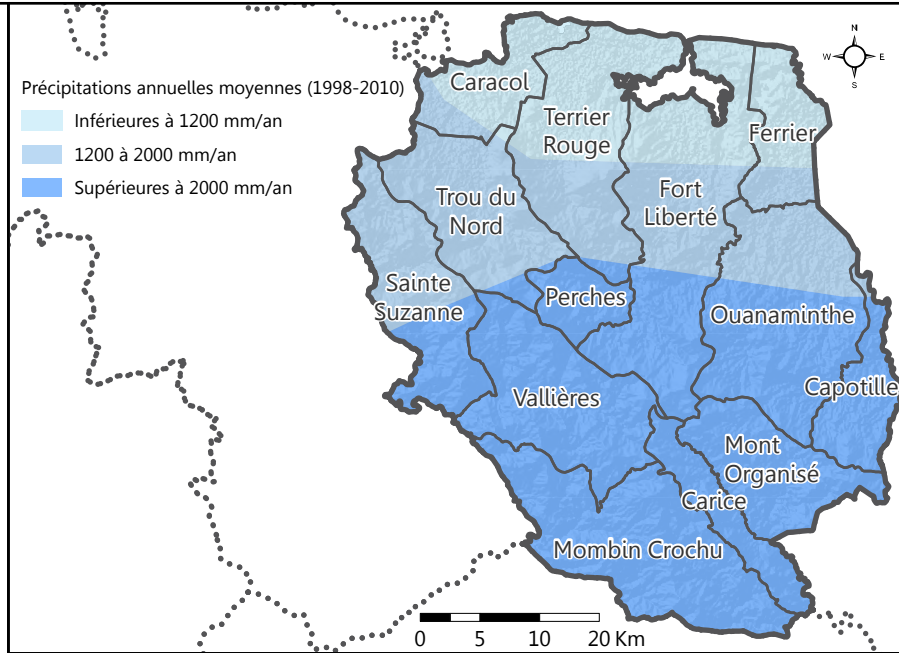 N
W E
S
Précipitations annuelles moyennes (1998-2010)
Inférieures à 1200 mm/an
1200 à 2000 mm/an
Supérieures à 2000 mm/an
Caracol
Terrier
Rouge
Ferrier
Trou du
Nord
Fort
Liberté
Sainte
Suzanne
Perches
Ouanaminthe
Vallières
Capotille
Mont
Organisé
Carice
Mombin Crochu
0 5 10 20 Km